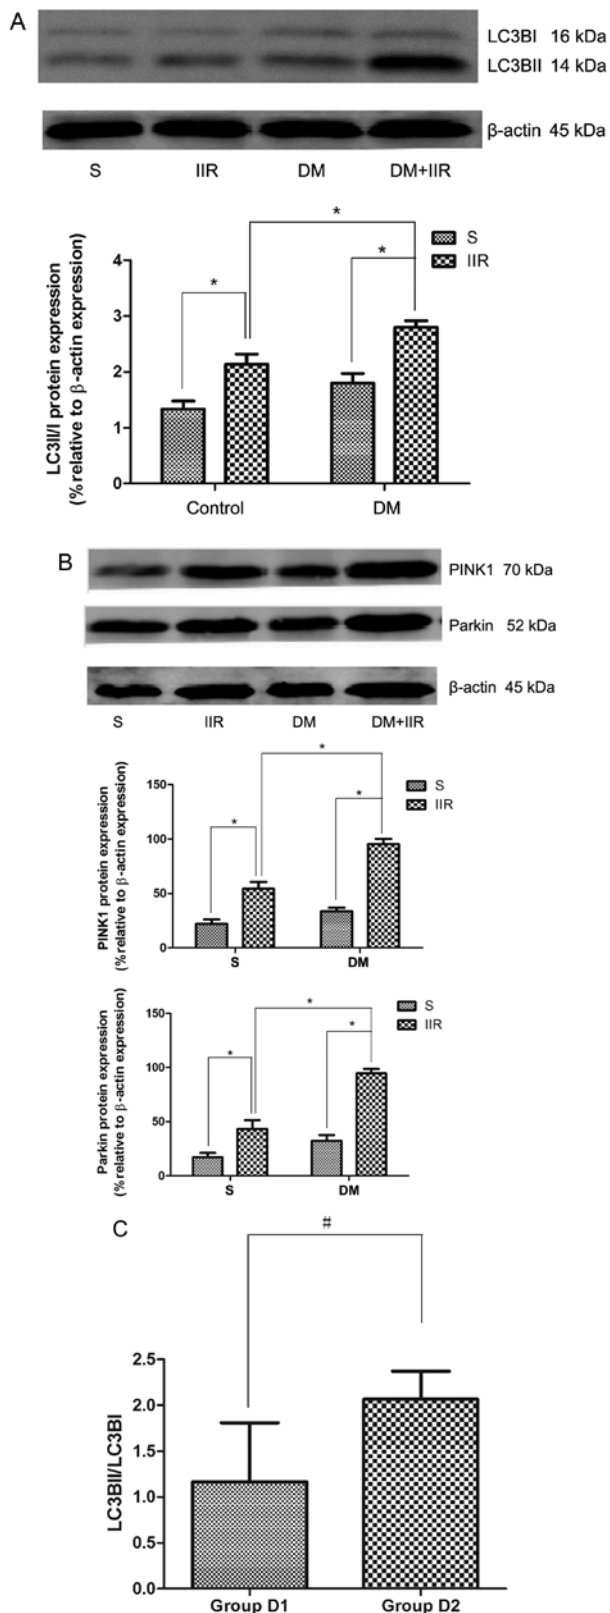 A
LC3BI 16 kDa
LC3BII 14 kDa
β-actin 45 kDa
S IIR DM DM+IIR
*
*
*
S
IIR
LC3II/I protein expression
(% relative to β-actin expression)
4
3
2
1
0
Control DM
B
PINK1 70 kDa
Parkin 52 kDa
β-actin 45 kDa
S IIR DM DM+IIR
*
*
*
S
IIR
PINK1 protein expression
(% relative to β-actin expression)
150
100
50
0
S DM
*
*
*
S
IIR
Parkin protein expression
(% relative to β-actin expression)
150
100
50
0
S DM
C
#
LC3BII/LC3BI
2.5
2.0
1.5
1.0
0.5
0.0
Group D1 Group D2